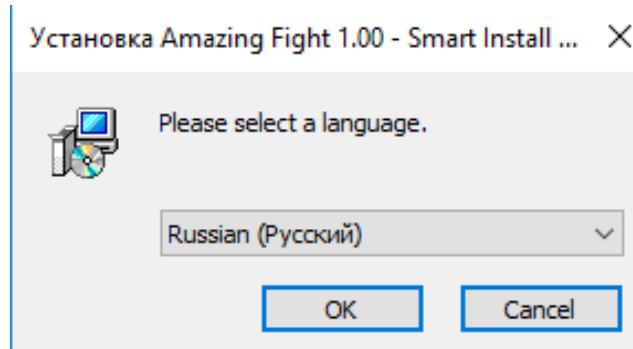 Установка Amazing Fight 1.00 - Smart Install ...
Please select a language.
Russian (Русский)
OK
Cancel